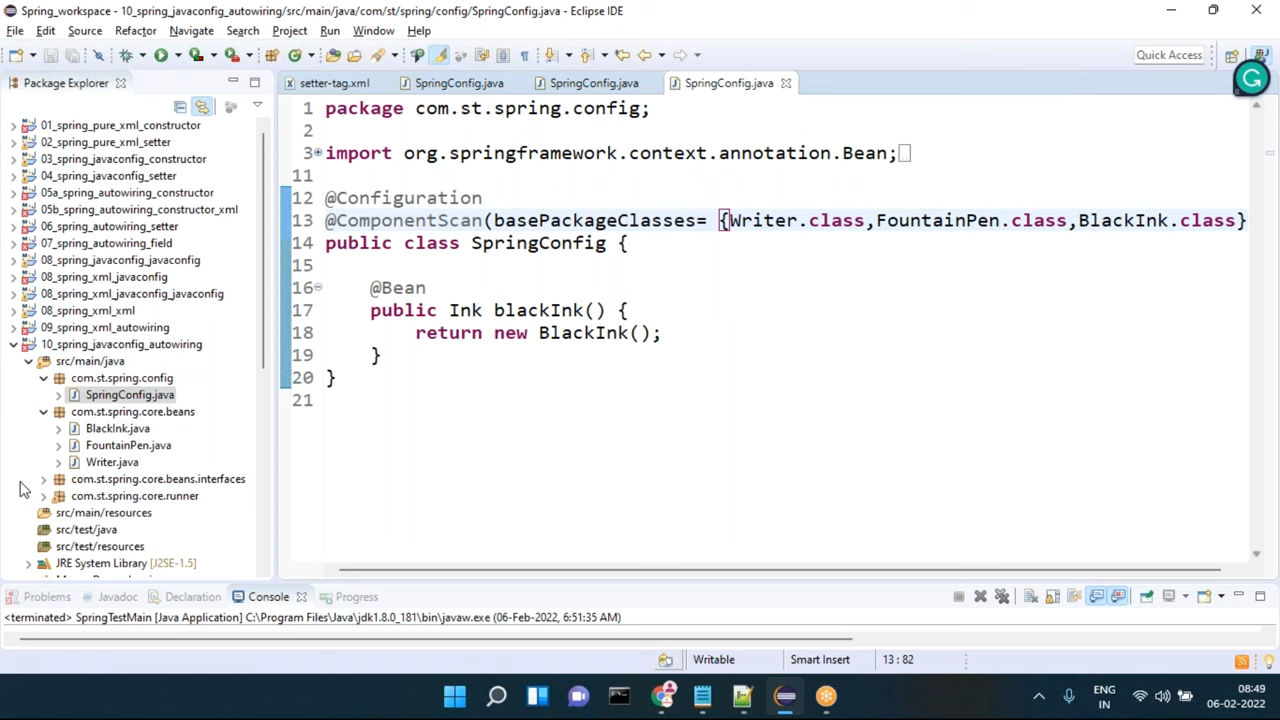 Spring_workspace - 10_spring_javaconfig_autowiring/src/main/java/com/st/spring/config/SpringConfig.java - Eclipse IDE
File Edit Source Refactor Navigate Search Project Run Window Help
Quick Access
Package Explorer
01_spring_pure_xml_constructor
02_spring_pure_xml_setter
03_spring_javaconfig_constructor
04_spring_javaconfig_setter
05a_spring_autowiring_constructor
05b_spring_autowiring_constructor_xml
06_spring_autowiring_setter
07_spring_autowiring_field
08_spring_javaconfig_javaconfig
08_spring_xml_javaconfig
08_spring_xml_javaconfig_javaconfig
08_spring_xml_xml
09_spring_xml_autowiring
10_spring_javaconfig_autowiring
src/main/java
com.st.spring.config
SpringConfig.java
com.st.spring.core.beans
BlackInk.java
FountainPen.java
Writer.java
com.st.spring.core.beans.interfaces
com.st.spring.core.runner
src/main/resources
src/test/java
src/test/resources
JRE System Library [J2SE-1.5]
setter-tag.xml SpringConfig.java SpringConfig.java SpringConfig.java
1 package com.st.spring.config;
2
3 import org.springframework.context.annotation.Bean;
11
12 @Configuration
13 @ComponentScan(basePackageClasses= {Writer.class,FountainPen.class,BlackInk.class}
14 public class SpringConfig {
15
16 @Bean
17 public Ink blackInk() {
18 return new BlackInk();
19 }
20 }
21
Problems Javadoc Declaration Console Progress
<terminated> SpringTestMain [Java Application] C:\Program Files\Java\jdk1.8.0_181\bin\javaw.exe (06-Feb-2022, 6:51:35 AM)
Writable Smart Insert 13 : 82
ENG
IN
08:49
06-02-2022